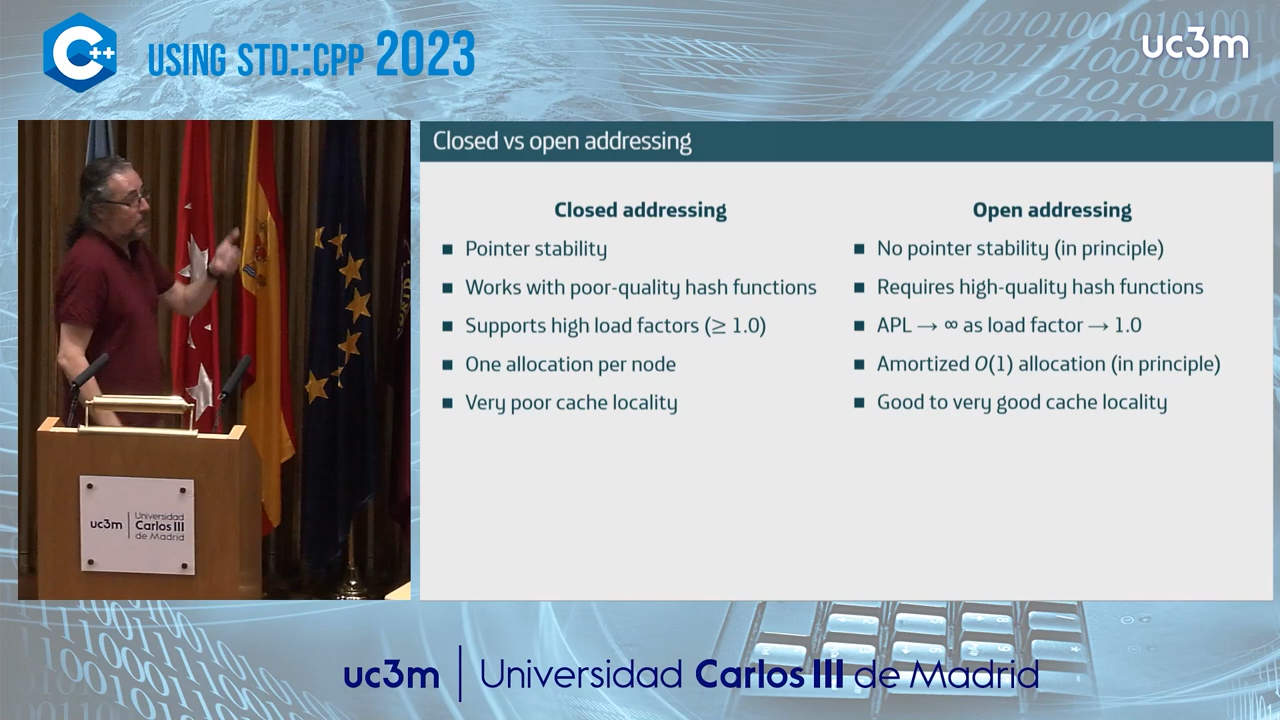 C++
USING STD::CPP 2023
uc3m
Closed vs open addressing
Closed addressing
■ Pointer stability
■ Works with poor-quality hash functions
■ Supports high load factors (≥ 1.0)
■ One allocation per node
■ Very poor cache locality
Open addressing
■ No pointer stability (in principle)
■ Requires high-quality hash functions
■ APL → ∞ as load factor → 1.0
■ Amortized O(1) allocation (in principle)
■ Good to very good cache locality
uc3m
Universidad
Carlos III
de Madrid
uc3m | Universidad Carlos III de Madrid